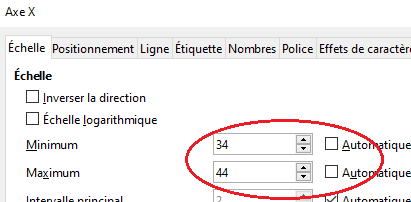 Axe X
Échelle Positionnement Ligne Étiquette Nombres Police Effets de caractère
Échelle
Inverser la direction
Échelle logarithmique
Minimum 34 Automatique
Maximum 44 Automatique
Intervalle principal 2 Automatique